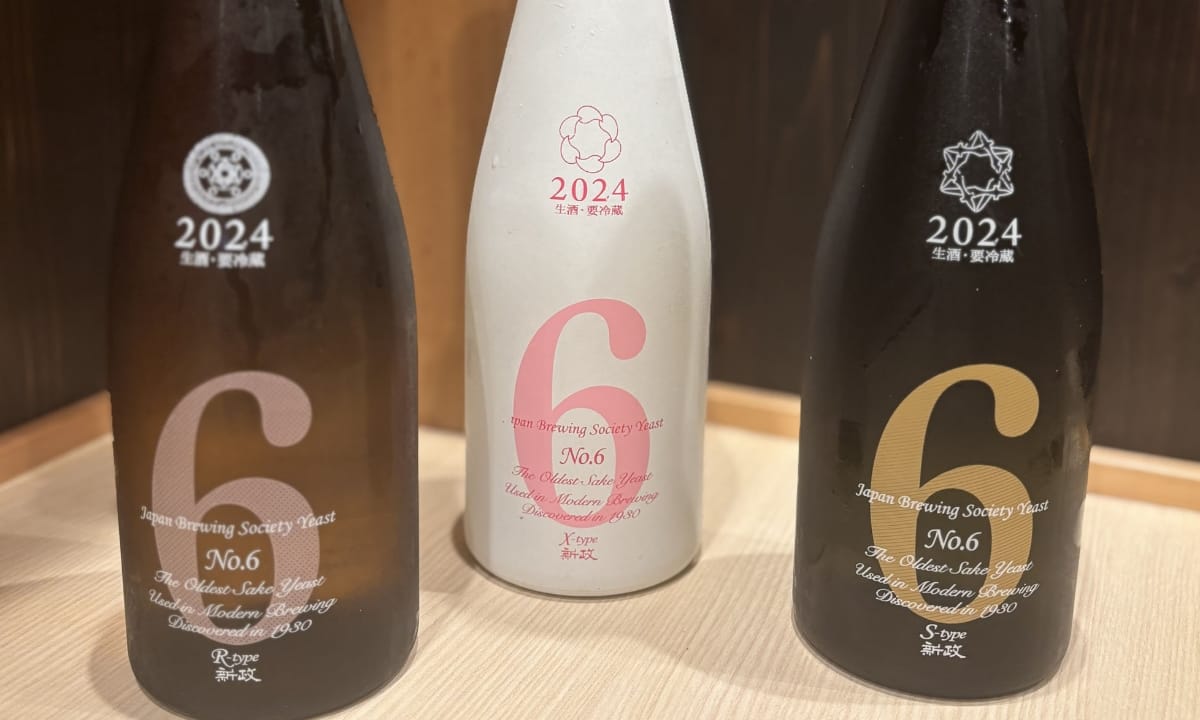 2024
生酒・要冷蔵
6
Japan Brewing Society Yeast
No.6
The Oldest Sake Yeast
Used in Modern Brewing
Discovered in 1930
R-type
新政
2024
生酒・要冷蔵
6
apan Brewing Society Yeast
No.6
The Oldest Sake Yeast
Used in Modern Brewing
Discovered in 1930
X-type
新政
2024
生酒・要冷蔵
6
Japan Brewing Society Yeast
No.6
The Oldest Sake Yeast
Used in Modern Brewing
Discovered in 1930
S-type
新政